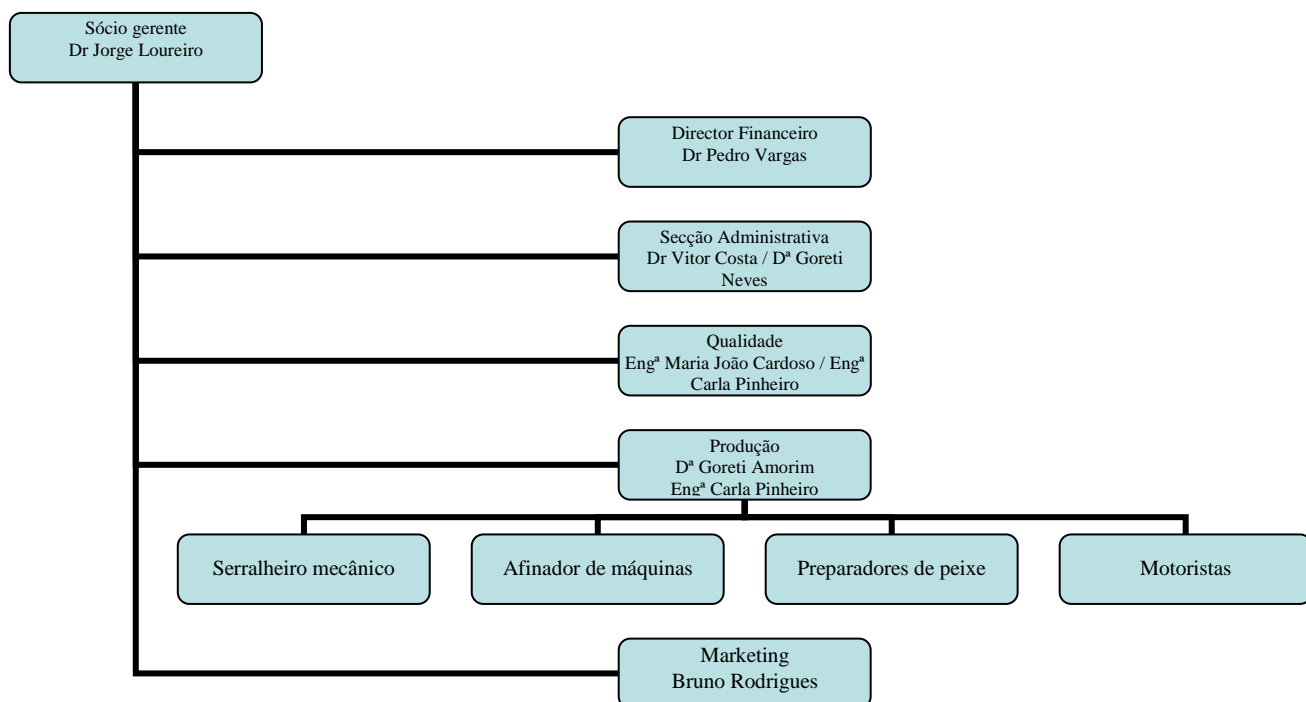 Sócio gerente
Dr Jorge Loureiro
Director Financeiro
Dr Pedro Vargas
Secção Administrativa
Dr Vitor Costa / Dª Goreti
Neves
Qualidade
Engª Maria João Cardoso / Engª
Carla Pinheiro
Produção
Dª Goreti Amorim
Engª Carla Pinheiro
Serralheiro mecânico
Afinador de máquinas
Preparadores de peixe
Motoristas
Marketing
Bruno Rodrigues